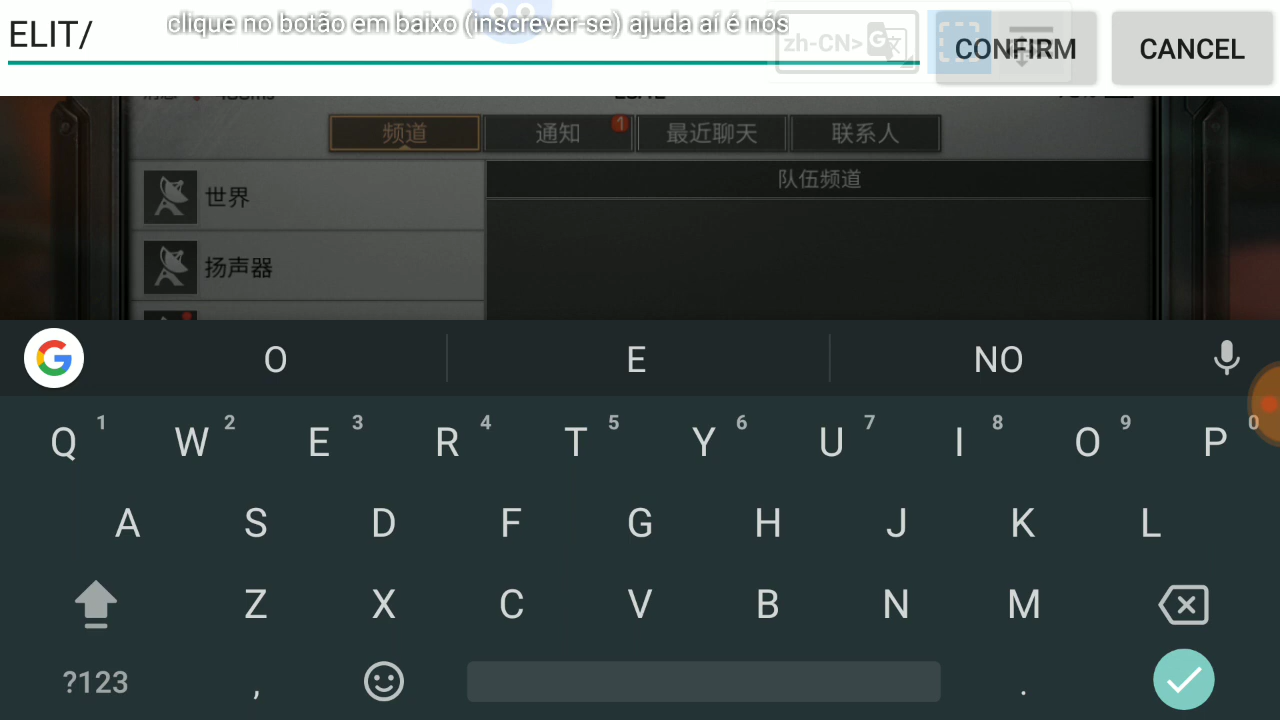 ELIT/
clique no botão em baixo (inscrever-se) ajuda aí é nós
zh-CN>
CONFIRM
CANCEL
频道
通知
1
最近聊天
联系人
世界
队伍频道
扬声器
O
E
NO
Q 1 W 2 E 3 R 4 T 5 Y 6 U 7 I 8 O 9 P 0
A S D F G H J K L
Z X C V B N M
?123 , .